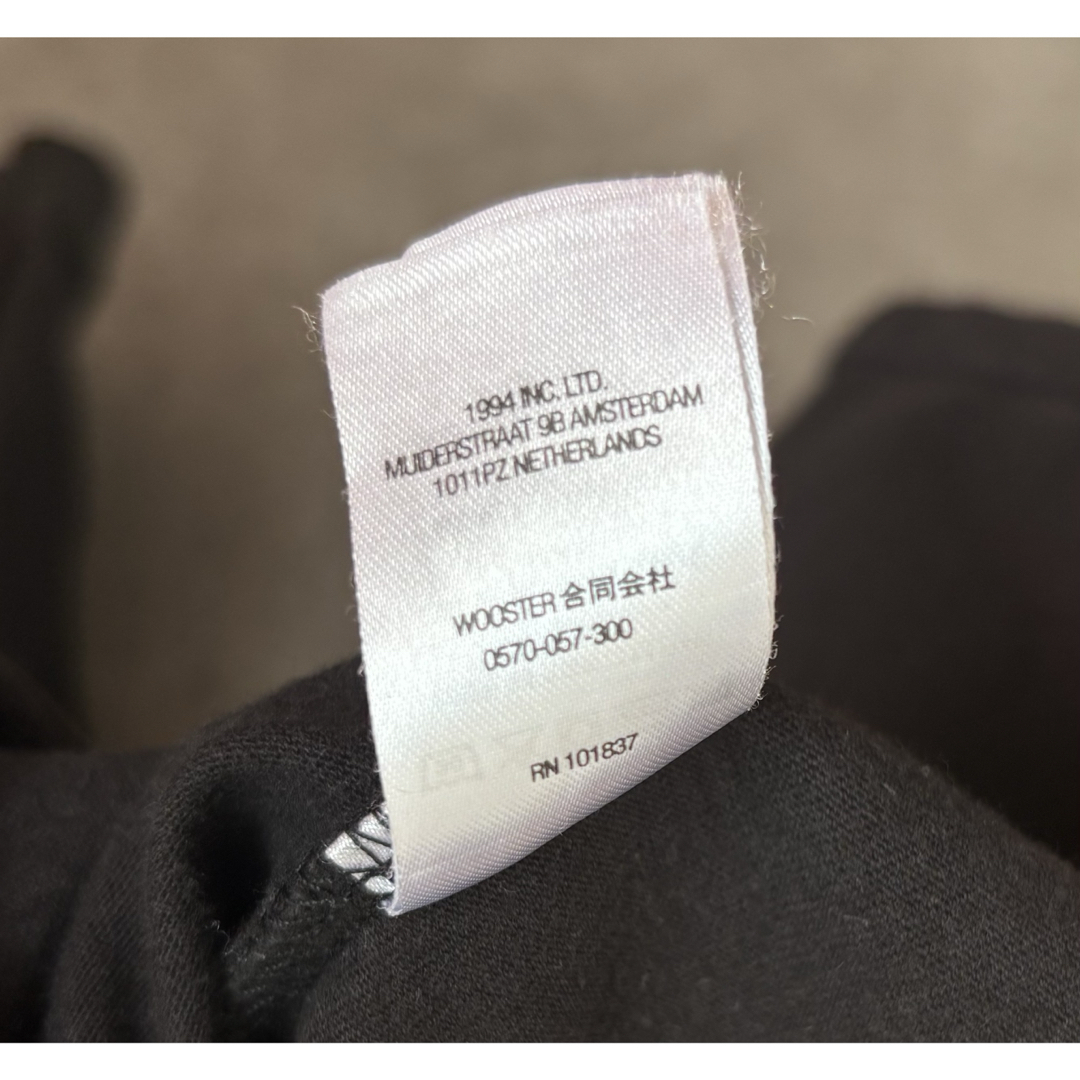 1994 INC. LTD.
MUIDERSTRAAT 9B AMSTERDAM
1011PZ NETHERLANDS
WOOSTER 合同会社
0570-057-300
RN 101837